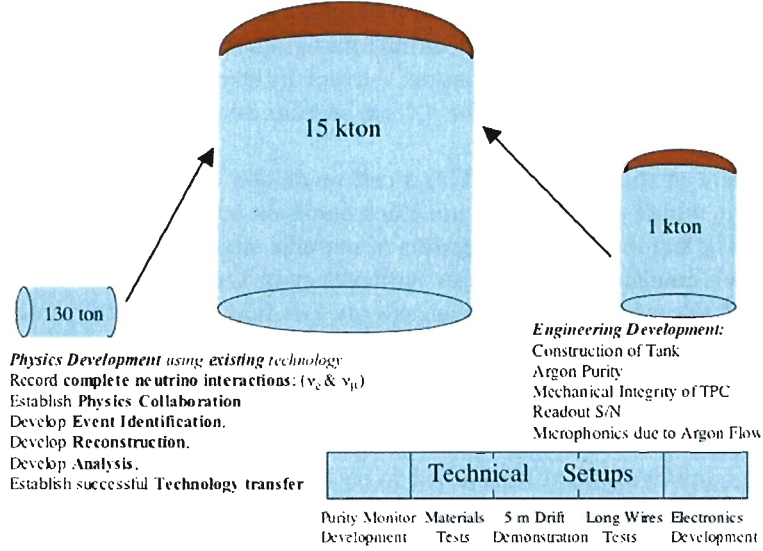 15 kton
1 kton
130 ton
Physics Development using existing technology
Record complete neutrino interactions: (νe & νμ)
Establish Physics Collaboration
Develop Event Identification,
Develop Reconstruction,
Develop Analysis,
Establish successful Technology transfer
Engineering Development:
Construction of Tank
Argon Purity
Mechanical Integrity of TPC
Readout S/N
Microphonics due to Argon Flow
Technical Setups
Purity Monitor
Development
Materials
Tests
5 m Drift
Demonstration
Long Wires
Tests
Electronics
Development